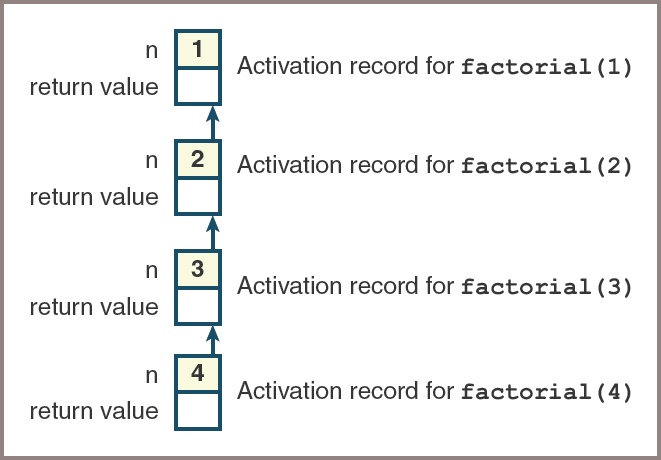 n 1 Activation record for factorial(1)
return value
n 2 Activation record for factorial(2)
return value
n 3 Activation record for factorial(3)
return value
n 4 Activation record for factorial(4)
return value